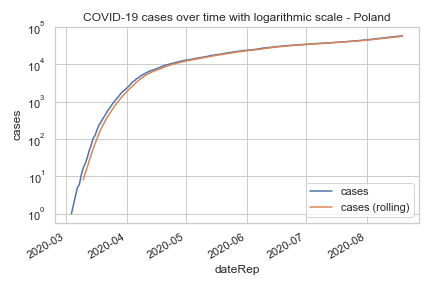 COVID-19 cases over time with logarithmic scale - Poland
10^5
10^4
10^3
10^2
10^1
10^0
cases
cases
cases (rolling)
2020-03
2020-04
2020-05
2020-06
2020-07
2020-08
dateRep